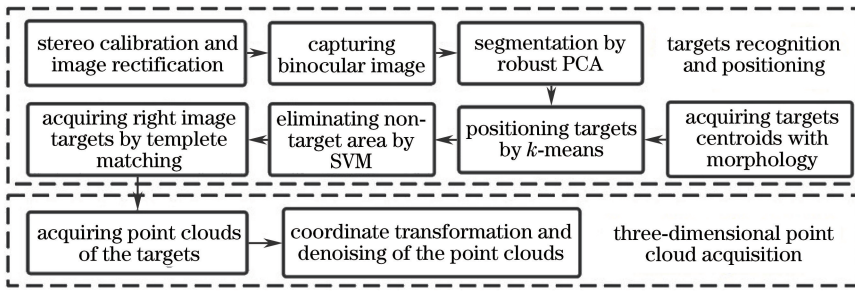 stereo calibration and
image rectification
capturing
binocular image
segmentation by
robust PCA
targets recognition
and positioning
acquiring right image
targets by templete
matching
eliminating non-
target area by
SVM
positioning targets
by k-means
acquiring targets
centroids with
morphology
acquiring point clouds
of the targets
coordinate transformation and
denoising of the point clouds
three-dimensional point
cloud acquisition